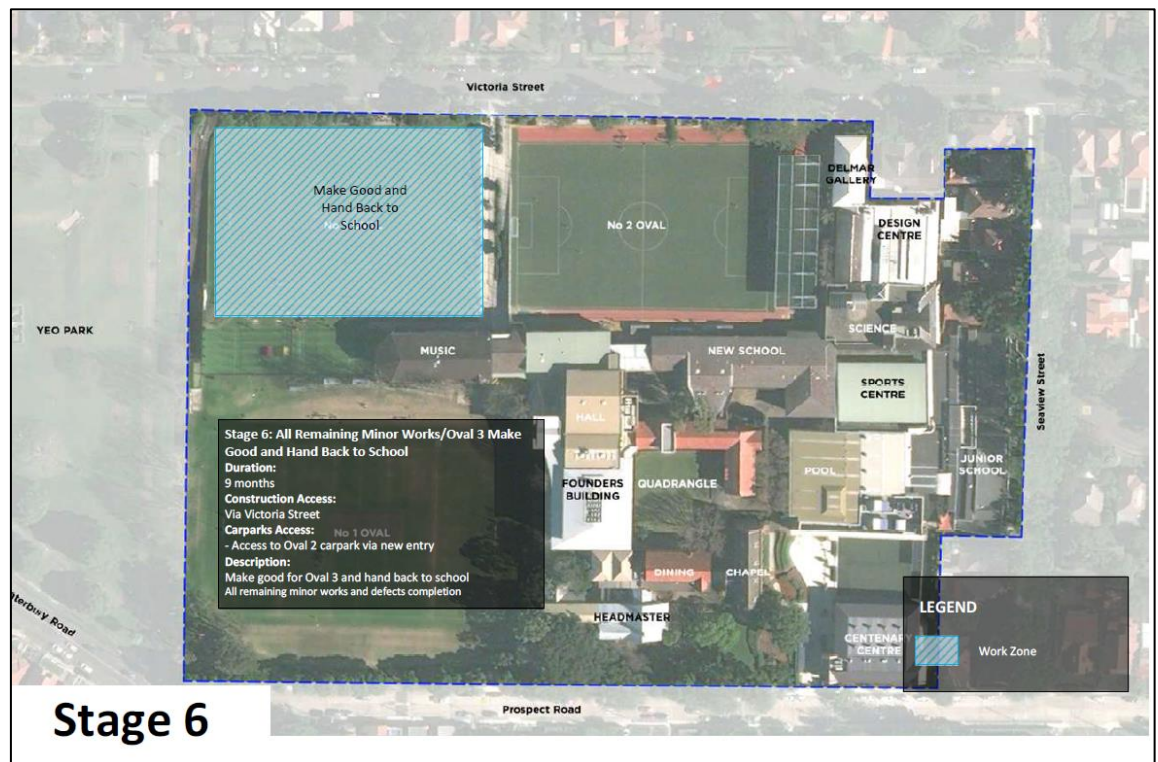 Victoria Street
Make Good and
Hand Back to
School
DELMAR
GALLERY
No 2 OVAL
DESIGN
CENTRE
YEO PARK
MUSIC
NEW SCHOOL
SCIENCE
SPORTS
CENTRE
Seaview Street
HALL
Stage 6: All Remaining Minor Works/Oval 3 Make
Good and Hand Back to School
Duration:
9 months
Construction Access:
Via Victoria Street
Carparks Access:
- Access to Oval 2 carpark via new entry
Description:
Make good for Oval 3 and hand back to school
All remaining minor works and defects completion
No 1 OVAL
FOUNDERS
BUILDING
QUADRANGLE
POOL
JUNIOR
SCHOOL
DINING
CHAPEL
HEADMASTER
CENTENARY
CENTRE
LEGEND
Work Zone
terbury Road
Prospect Road
Stage 6